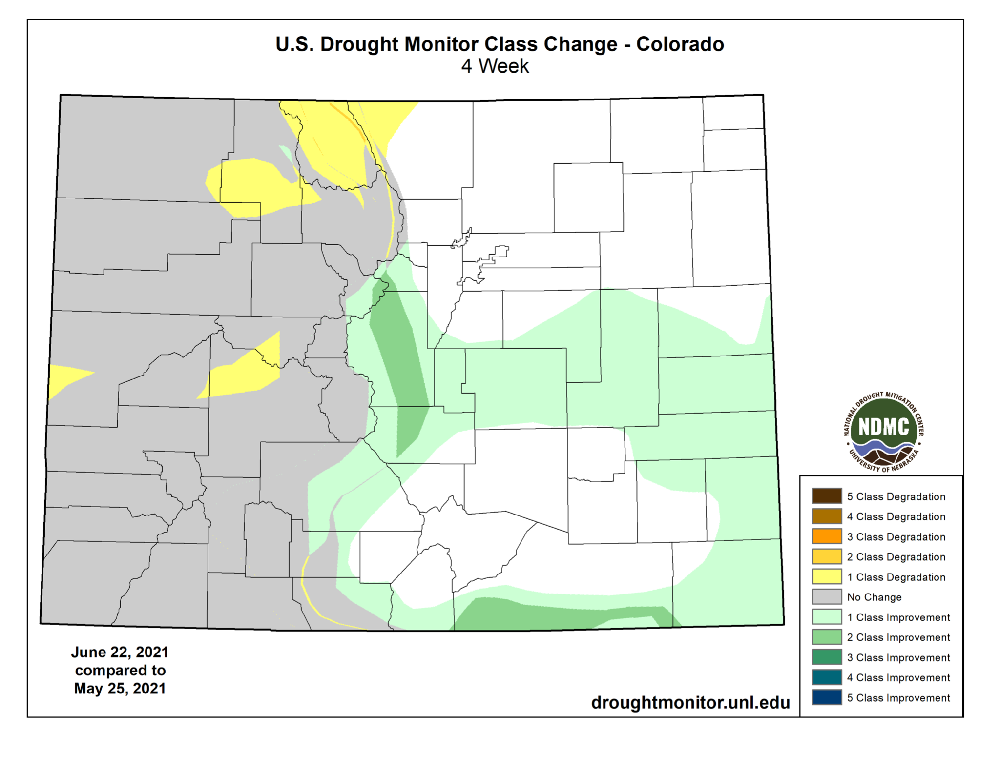 U.S. Drought Monitor Class Change - Colorado
4 Week
NATIONAL DROUGHT MITIGATION CENTER
NDMC
• UNIVERSITY OF NEBRASKA •
5 Class Degradation
4 Class Degradation
3 Class Degradation
2 Class Degradation
1 Class Degradation
No Change
1 Class Improvement
2 Class Improvement
3 Class Improvement
4 Class Improvement
5 Class Improvement
June 22, 2021
compared to
May 25, 2021
droughtmonitor.unl.edu